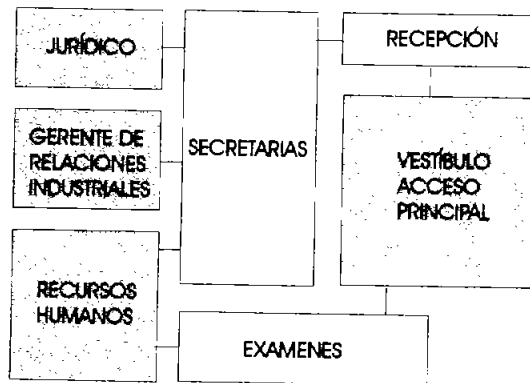 JURÍDICO
RECEPCIÓN
GERENTE DE
RELACIONES
INDUSTRIALES
SECRETARIAS
VESTÍBULO
ACCESO
PRINCIPAL
RECURSOS
HUMANOS
EXAMENES